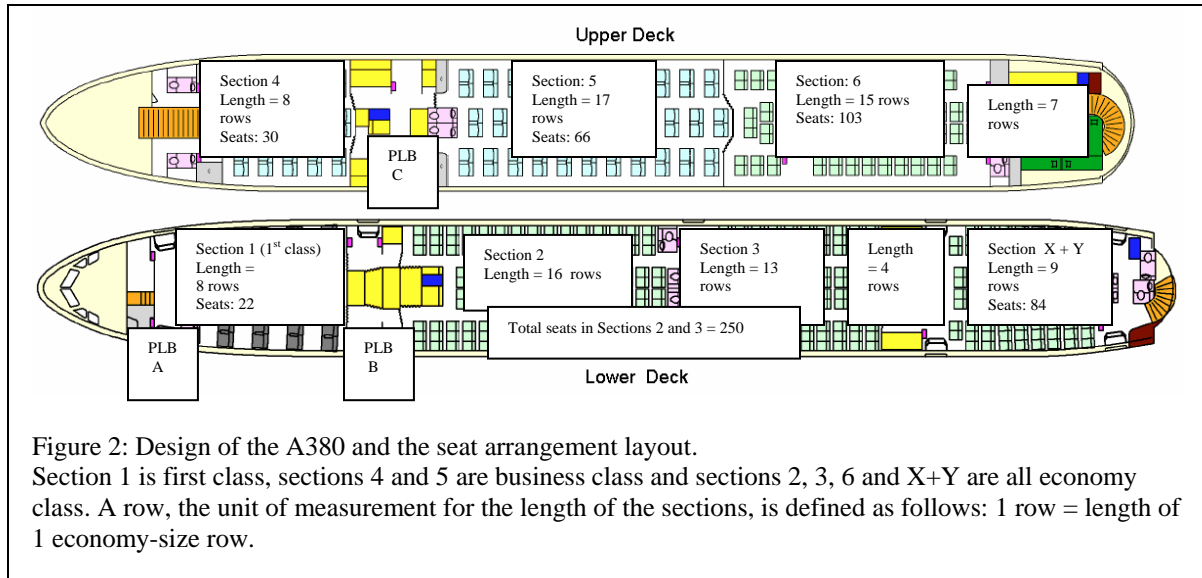 Upper Deck
Section 4
Length = 8
rows
Seats: 30
PLB
C
Section: 5
Length = 17
rows
Seats: 66
Section: 6
Length = 15 rows
Seats: 103
Length = 7
rows
Section 1 (1st class)
Length =
8 rows
Seats: 22
Section 2
Length = 16 rows
Section 3
Length = 13
rows
Length
= 4
rows
Section X + Y
Length = 9
rows
Seats: 84
Total seats in Sections 2 and 3 = 250
PLB
A
PLB
B
Lower Deck
Figure 2: Design of the A380 and the seat arrangement layout.
Section 1 is first class, sections 4 and 5 are business class and sections 2, 3, 6 and X+Y are all economy
class. A row, the unit of measurement for the length of the sections, is defined as follows: 1 row = length of
1 economy-size row.